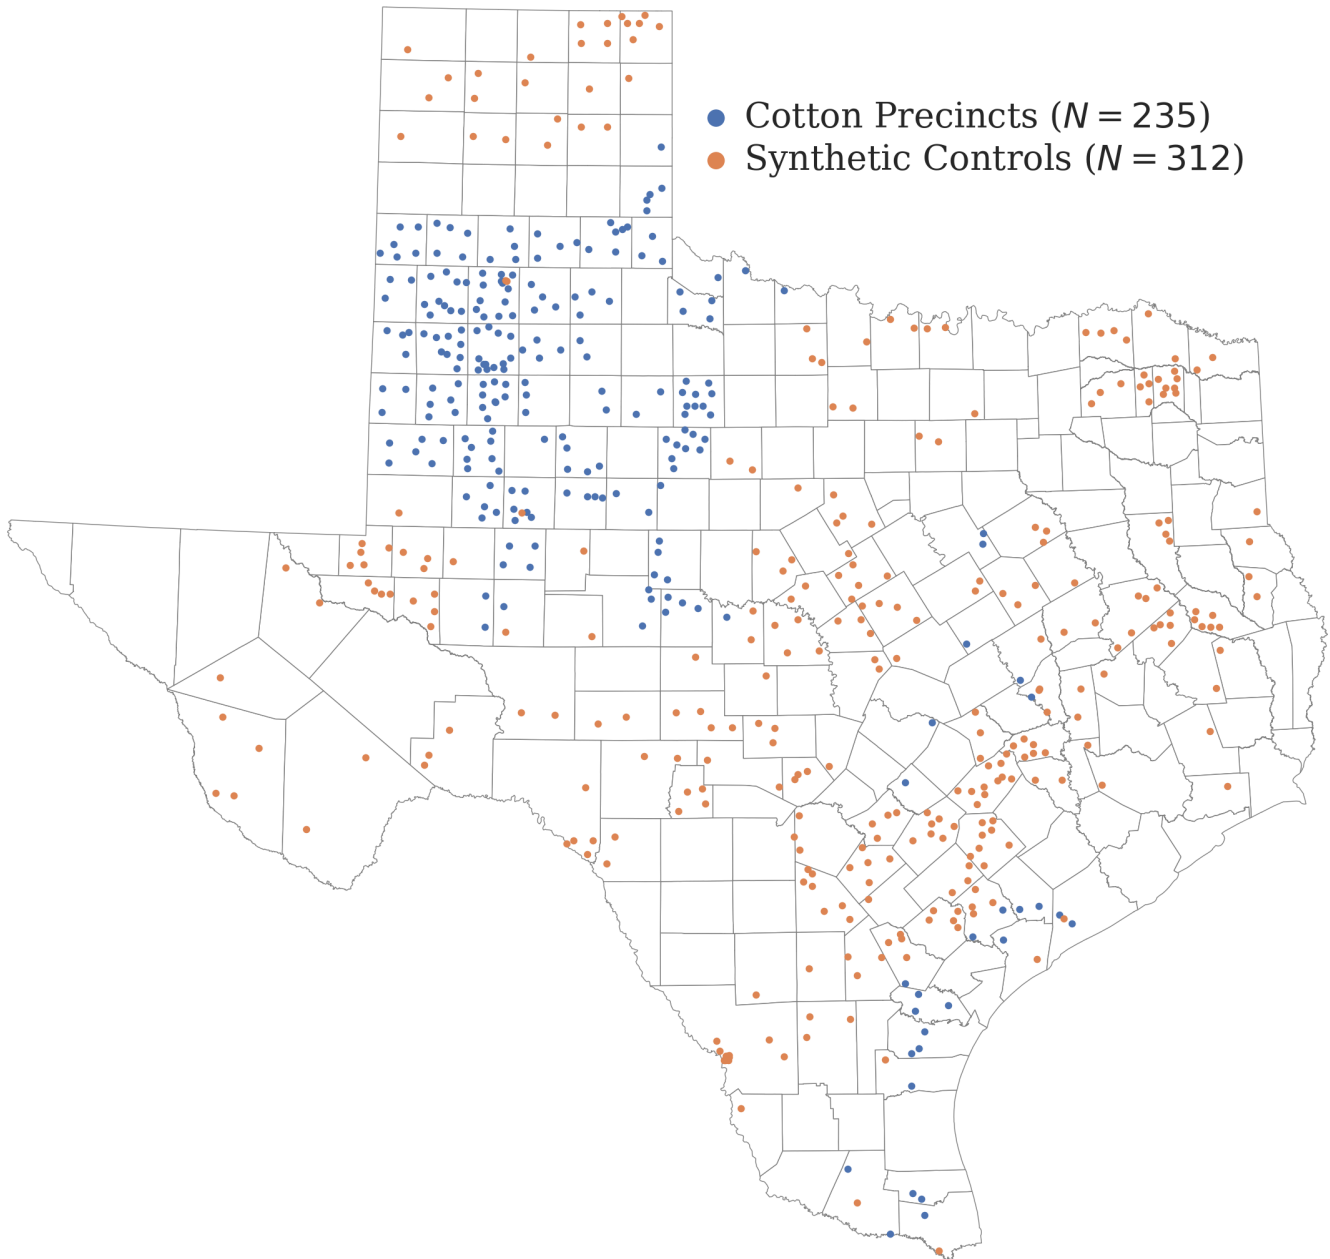 Cotton Precincts (N = 235)
Synthetic Controls (N = 312)